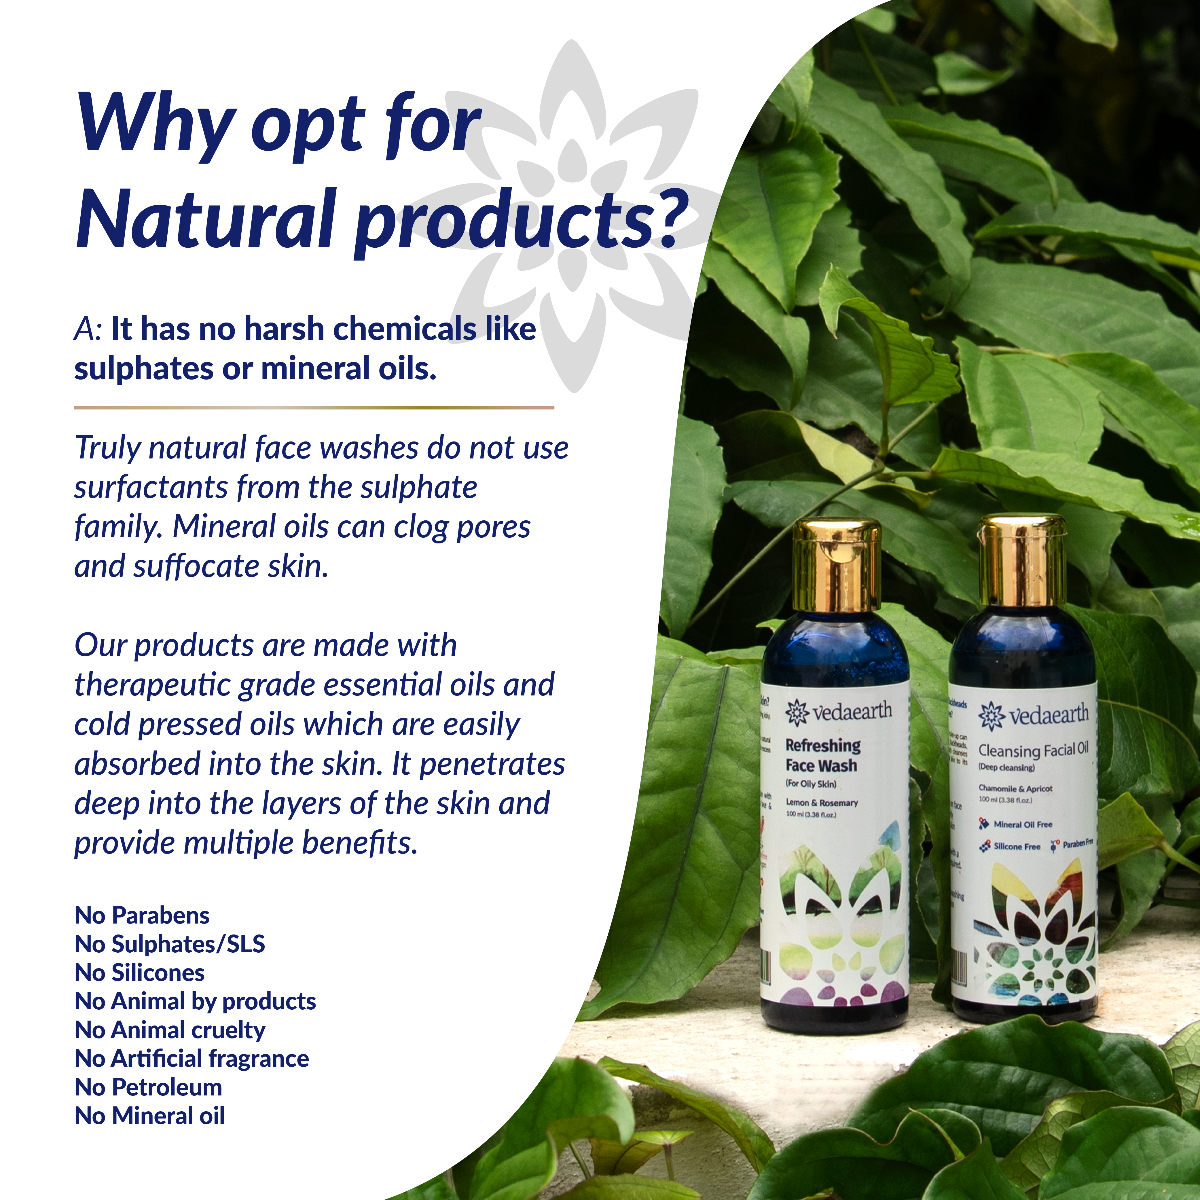 Why opt for
Natural products?
A: It has no harsh chemicals like
sulphates or mineral oils.
Truly natural face washes do not use
surfactants from the sulphate
family. Mineral oils can clog pores
and suffocate skin.
Our products are made with
therapeutic grade essential oils and
cold pressed oils which are easily
absorbed into the skin. It penetrates
deep into the layers of the skin and
provide multiple benefits.
No Parabens
No Sulphates/SLS
No Silicones
No Animal by products
No Animal cruelty
No Artificial fragrance
No Petroleum
No Mineral oil
vedaearth
Refreshing
Face Wash
(For Oily Skin)
Lemon & Rosemary
100 ml (3.38 fl.oz.)
vedaearth
Cleansing Facial Oil
(Deep cleansing)
Chamomile & Apricot
100 ml (3.38 fl.oz.)
Mineral Oil Free
Silicone Free
Paraben Free